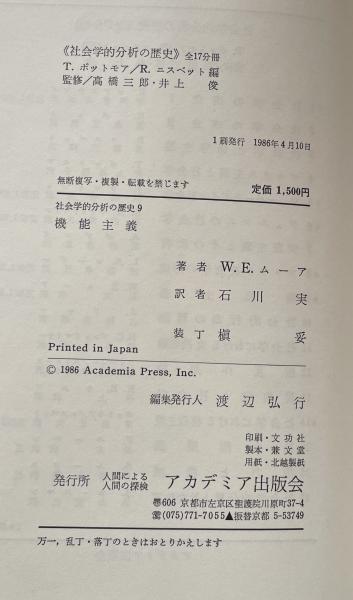 《社会学的分析の歴史》全17分冊
T. ボットモア/R. ニスベット編
監修/高橋三郎・井上 俊
1刷発行 1986年4月10日
無断複写・複製・転載を禁じます
定価 1,500円
社会学的分析の歴史9
機能主義
著者 W.E.ムーア
訳者 石川 実
装丁 槇 妥
Printed in Japan
© 1986 Academia Press, Inc.
編集発行人 渡辺弘行
印刷・文功社
製本・兼文堂
用紙・北越製紙
発行所 人間による人間の探検 アカデミア出版会
〠606 京都市左京区聖護院川原町37-4
☎(075)771-7055▲振替京都 5-53749
万一，乱丁・落丁のときはおとりかえします